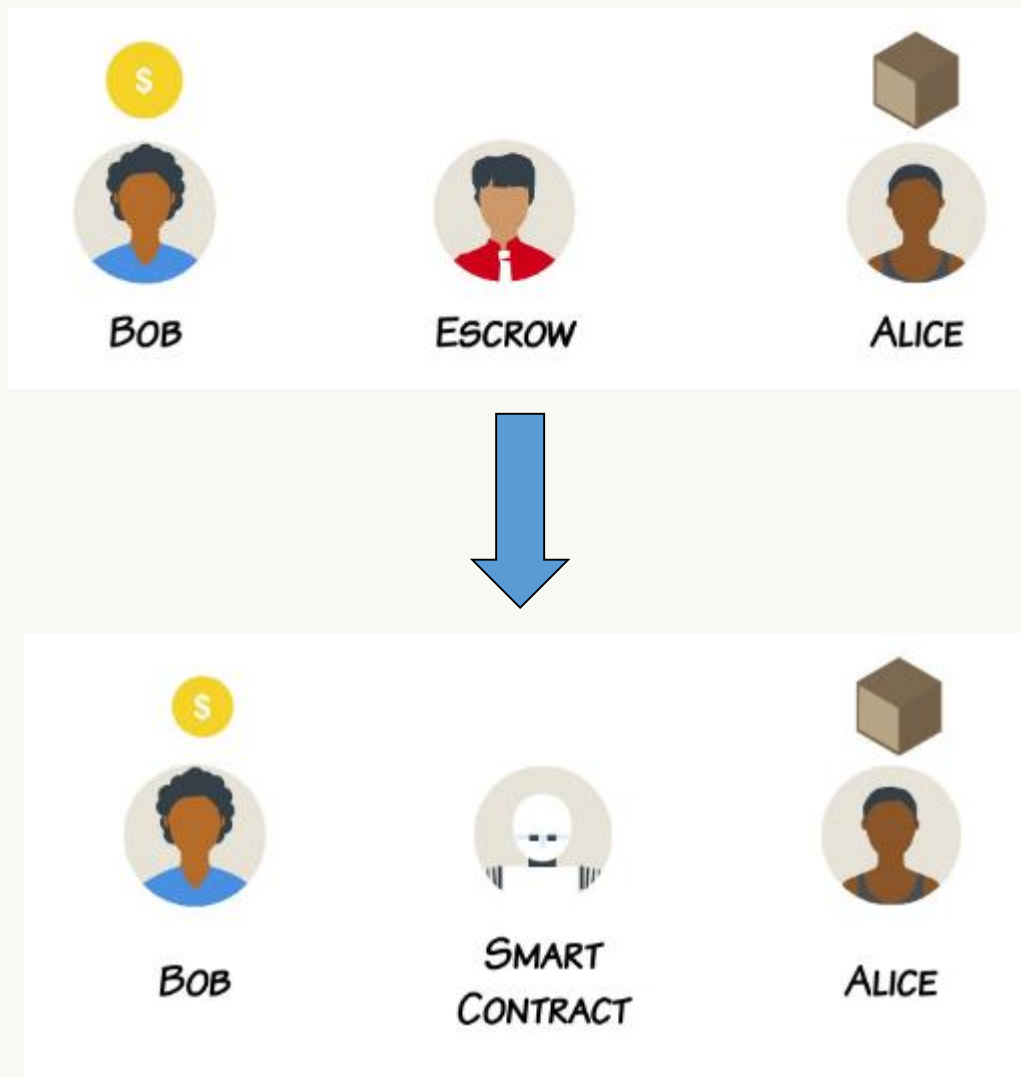 $
BOB
ESCROW
ALICE
$
BOB
SMART
CONTRACT
ALICE